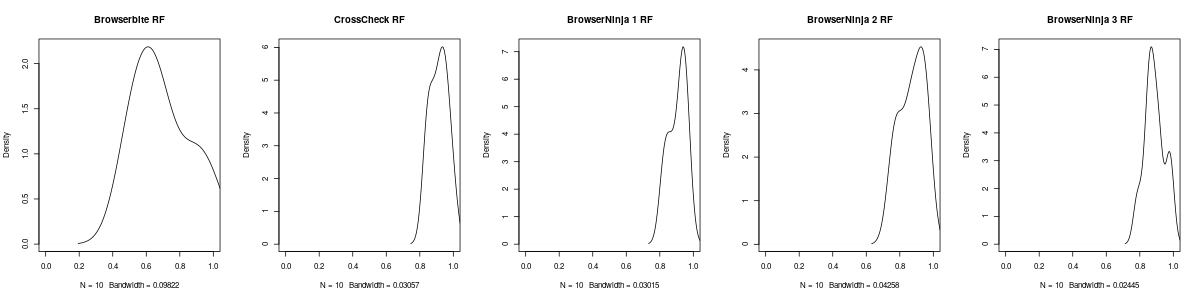 Browserbite RF
Density
0.0 0.5 1.0 1.5 2.0
0.0 0.2 0.4 0.6 0.8 1.0
N = 10 Bandwidth = 0.09822
CrossCheck RF
Density
0 1 2 3 4 5 6
0.0 0.2 0.4 0.6 0.8 1.0
N = 10 Bandwidth = 0.03057
BrowserNinja 1 RF
Density
0 1 2 3 4 5 6 7
0.0 0.2 0.4 0.6 0.8 1.0
N = 10 Bandwidth = 0.03015
BrowserNinja 2 RF
Density
0 1 2 3 4
0.0 0.2 0.4 0.6 0.8 1.0
N = 10 Bandwidth = 0.04258
BrowserNinja 3 RF
Density
0 1 2 3 4 5 6 7
0.0 0.2 0.4 0.6 0.8 1.0
N = 10 Bandwidth = 0.02445